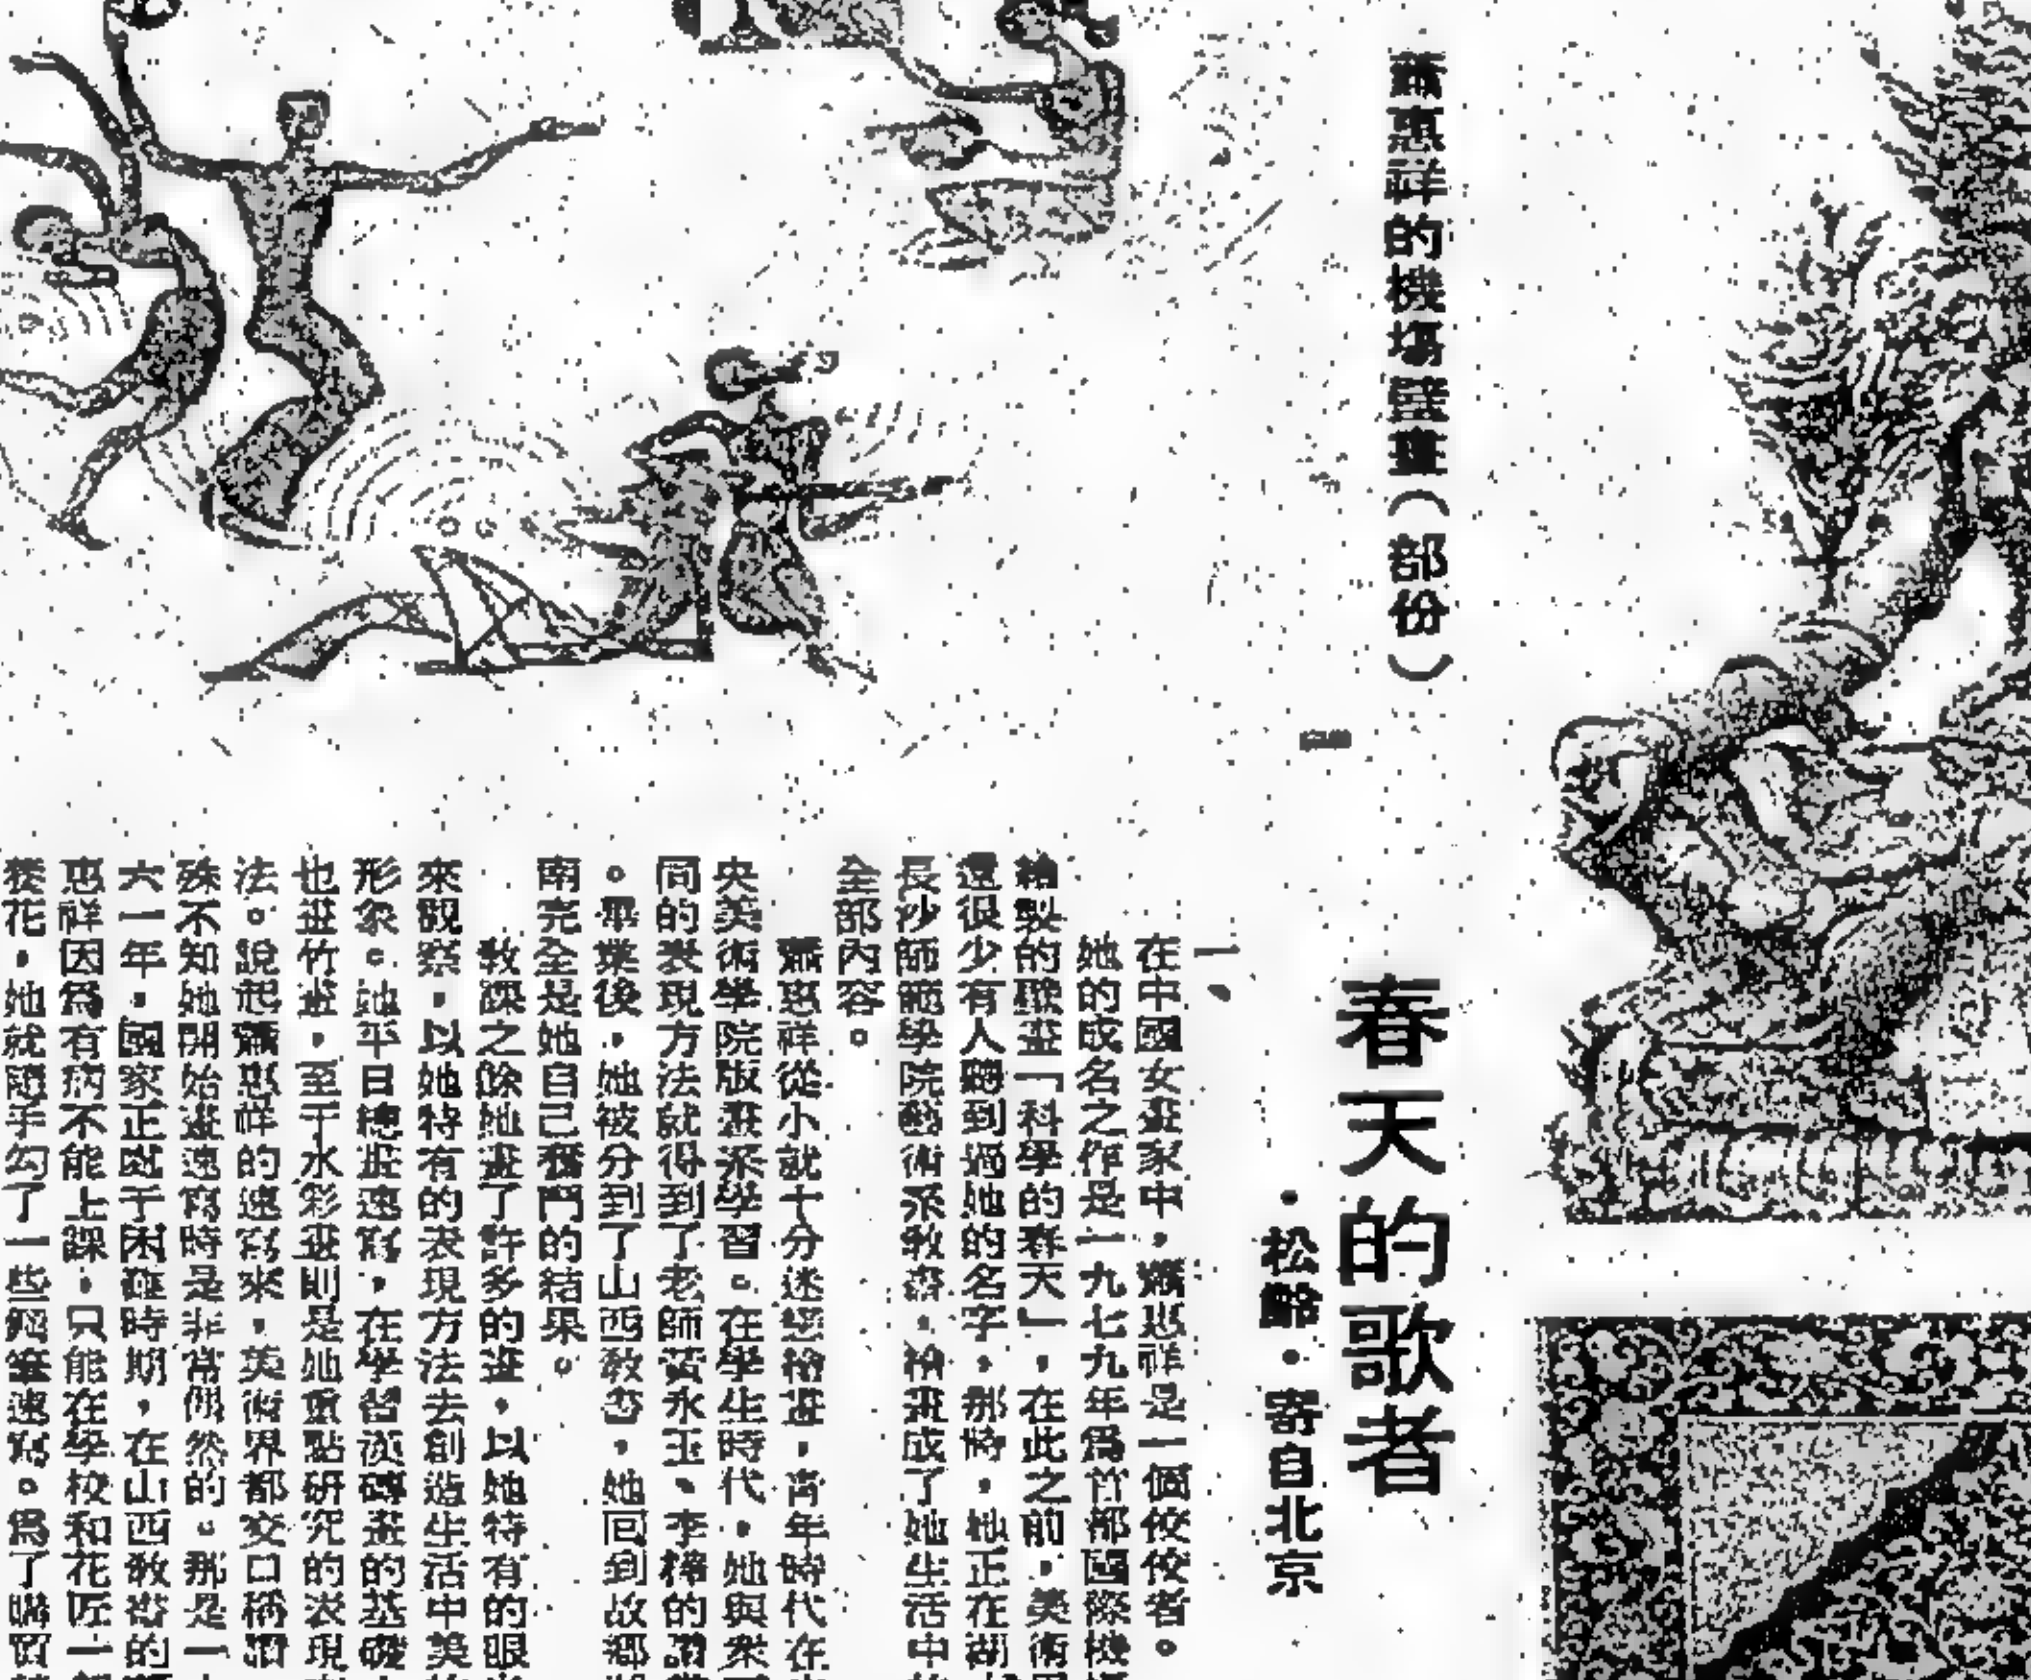 蕭惠祥的機場壁畫（部份）
春天的歌者
・松齡・寄自北京
一、
在中國女畫家中，蕭惠祥是一個佼佼者。
她的成名之作是一九七九年爲首都國際機場
繪製的壁畫「科學的春天」，在此之前，美術界
還很少有人聽到過她的名字。那時，她正在湖
長沙師範學院藝術系教書，繪畫成了她生活中的
全部內容。
蕭惠祥從小就十分迷戀繪畫，青年時代在
央美術學院版畫系學習。在學生時代，她與衆不
同的表現方法就得到了老師黃永玉、李樺的讚賞
。畢業後，她被分到了山西教書，她回到故鄉湖
南完全是她自己奮鬥的結果。
教課之餘她畫了許多的畫，以她特有的眼光
來觀察，以她特有的表現方法去創造生活中美的
形象。她平日總畫速寫，在學習漢磚畫的基礎
也畫竹畫，至于水彩畫則是她重點研究的表現
法。說起蕭惠祥的速寫來，美術界都交口稱讚
殊不知她開始畫速寫時是非常偶然的。那是一
六一年，國家正處于困難時期，在山西教書的蕭
惠祥因爲有病不能上課，只能在學校和花匠一起
養花，她就隨手勾了一些鋼筆速寫。爲了購買